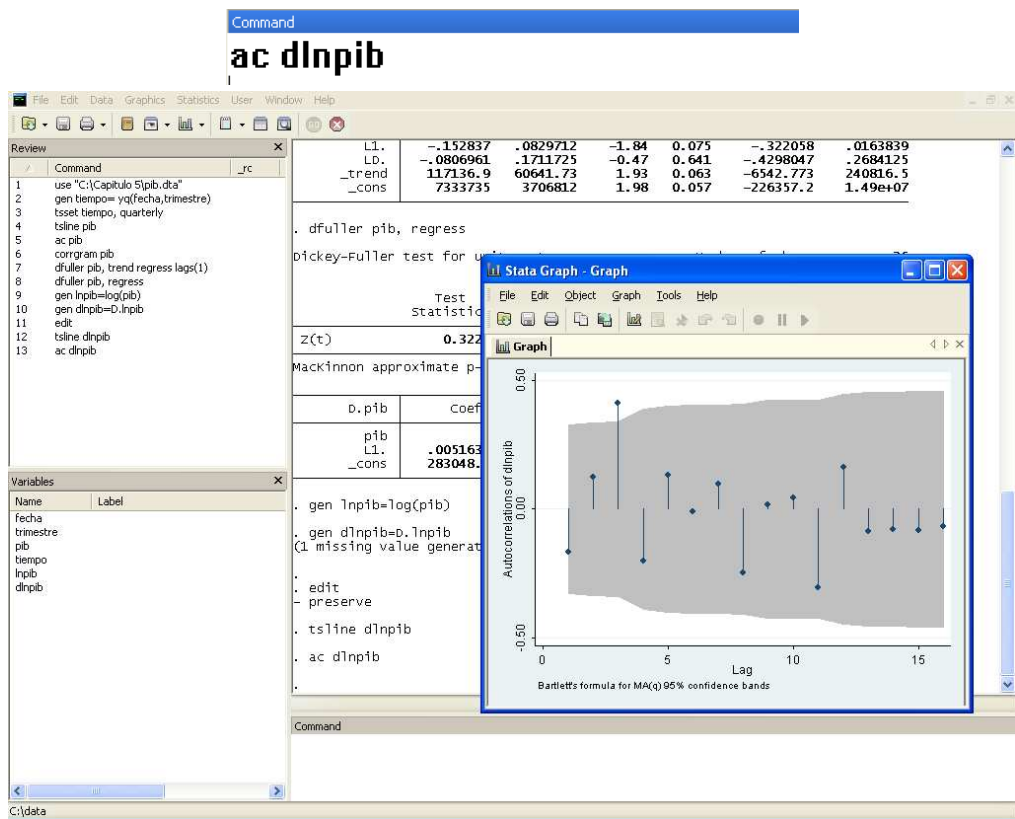 Command
ac dlnpib
File Edit Data Graphics Statistics User Window Help
Review
Command _rc
1 use "C:\Capitulo 5\pib.dta"
2 gen tiempo= yq(fecha,trimestre)
3 tsset tiempo, quarterly
4 tsline pib
5 ac pib
6 corrgram pib
7 dfuller pib, trend regress lags(1)
8 dfuller pib, regress
9 gen lnpib=log(pib)
10 gen dlnpib=D.lnpib
11 edit
12 tsline dlnpib
13 ac dlnpib
Variables
Name Label
fecha
trimestre
pib
tiempo
lnpib
dlnpib
L1. -.152837 .0829712 -1.84 0.075 -.322058 .0163839
LD. -.0806961 .1711725 -0.47 0.641 -.4298047 .2684125
_trend 117136.9 60641.73 1.93 0.063 -6542.773 240816.5
_cons 7333735 3706812 1.98 0.057 -226357.2 1.49e+07
. dfuller pib, regress
Dickey-Fuller test for
Test
Statistic
Z(t) 0.322
MacKinnon approximate p-
D.pib Coef
pib
L1. .005163
_cons 283048.
. gen lnpib=log(pib)
. gen dlnpib=D.lnpib
(1 missing value generat
.
. edit
- preserve
. tsline dlnpib
. ac dlnpib
.
Stata Graph - Graph
File Edit Object Graph Tools Help
Graph
Autocorrelations of dlnpib
0.50
0.00
-0.50
0 5 10 15
Lag
Bartlett's formula for MA(q) 95% confidence bands
Command
C:\data